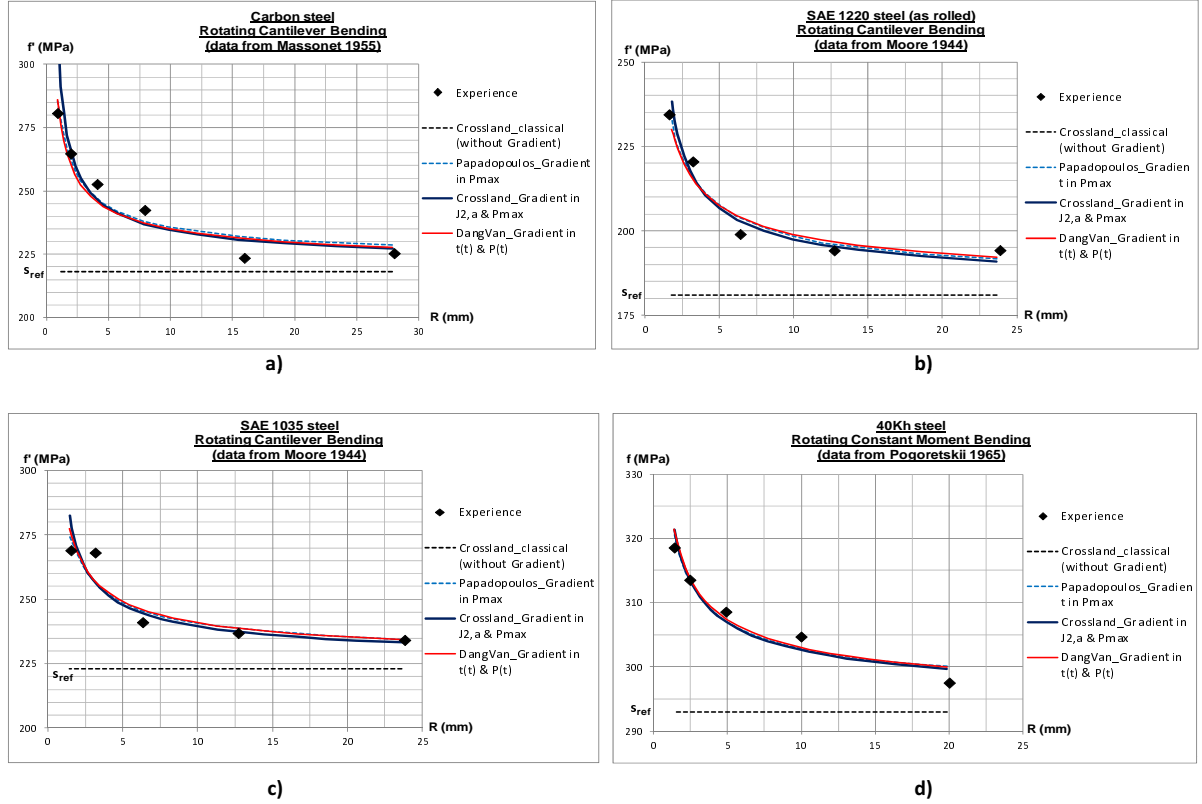 Carbon steel
Rotating Cantilever Bending
(data from Massonet 1955)
f' (MPa)
300
275
250
225
200
s_ref
0
5
10
15
20
25
30
R (mm)
Experience
Crossland_classical
(without Gradient)
Papadopoulos_Gradient
in Pmax
Crossland_Gradient in
J2,a & Pmax
DangVan_Gradient in
t(t) & P(t)
a)
SAE 1220 steel (as rolled)
Rotating Cantilever Bending
(data from Moore 1944)
f' (MPa)
250
225
200
175
s_ref
0
5
10
15
20
25
R (mm)
Experience
Crossland_classical
(without Gradient)
Papadopoulos_Gradien
t in Pmax
Crossland_Gradient in
J2,a & Pmax
DangVan_Gradient in
t(t) & P(t)
b)
SAE 1035 steel
Rotating Cantilever Bending
(data from Moore 1944)
f' (MPa)
300
275
250
225
200
s_ref
0
5
10
15
20
25
R (mm)
Experience
Crossland_classical
(without Gradient)
Papadopoulos_Gradient
in Pmax
Crossland_Gradient in
J2,a & Pmax
DangVan_Gradient in
t(t) & P(t)
c)
40Kh steel
Rotating Constant Moment Bending
(data from Pogoretskii 1965)
f' (MPa)
330
320
310
300
290
s_ref
0
5
10
15
20
25
R (mm)
Experience
Crossland_classical
(without Gradient)
Papadopoulos_Gradien
t in Pmax
Crossland_Gradient in
J2,a & Pmax
DangVan_Gradient in
t(t) & P(t)
d)